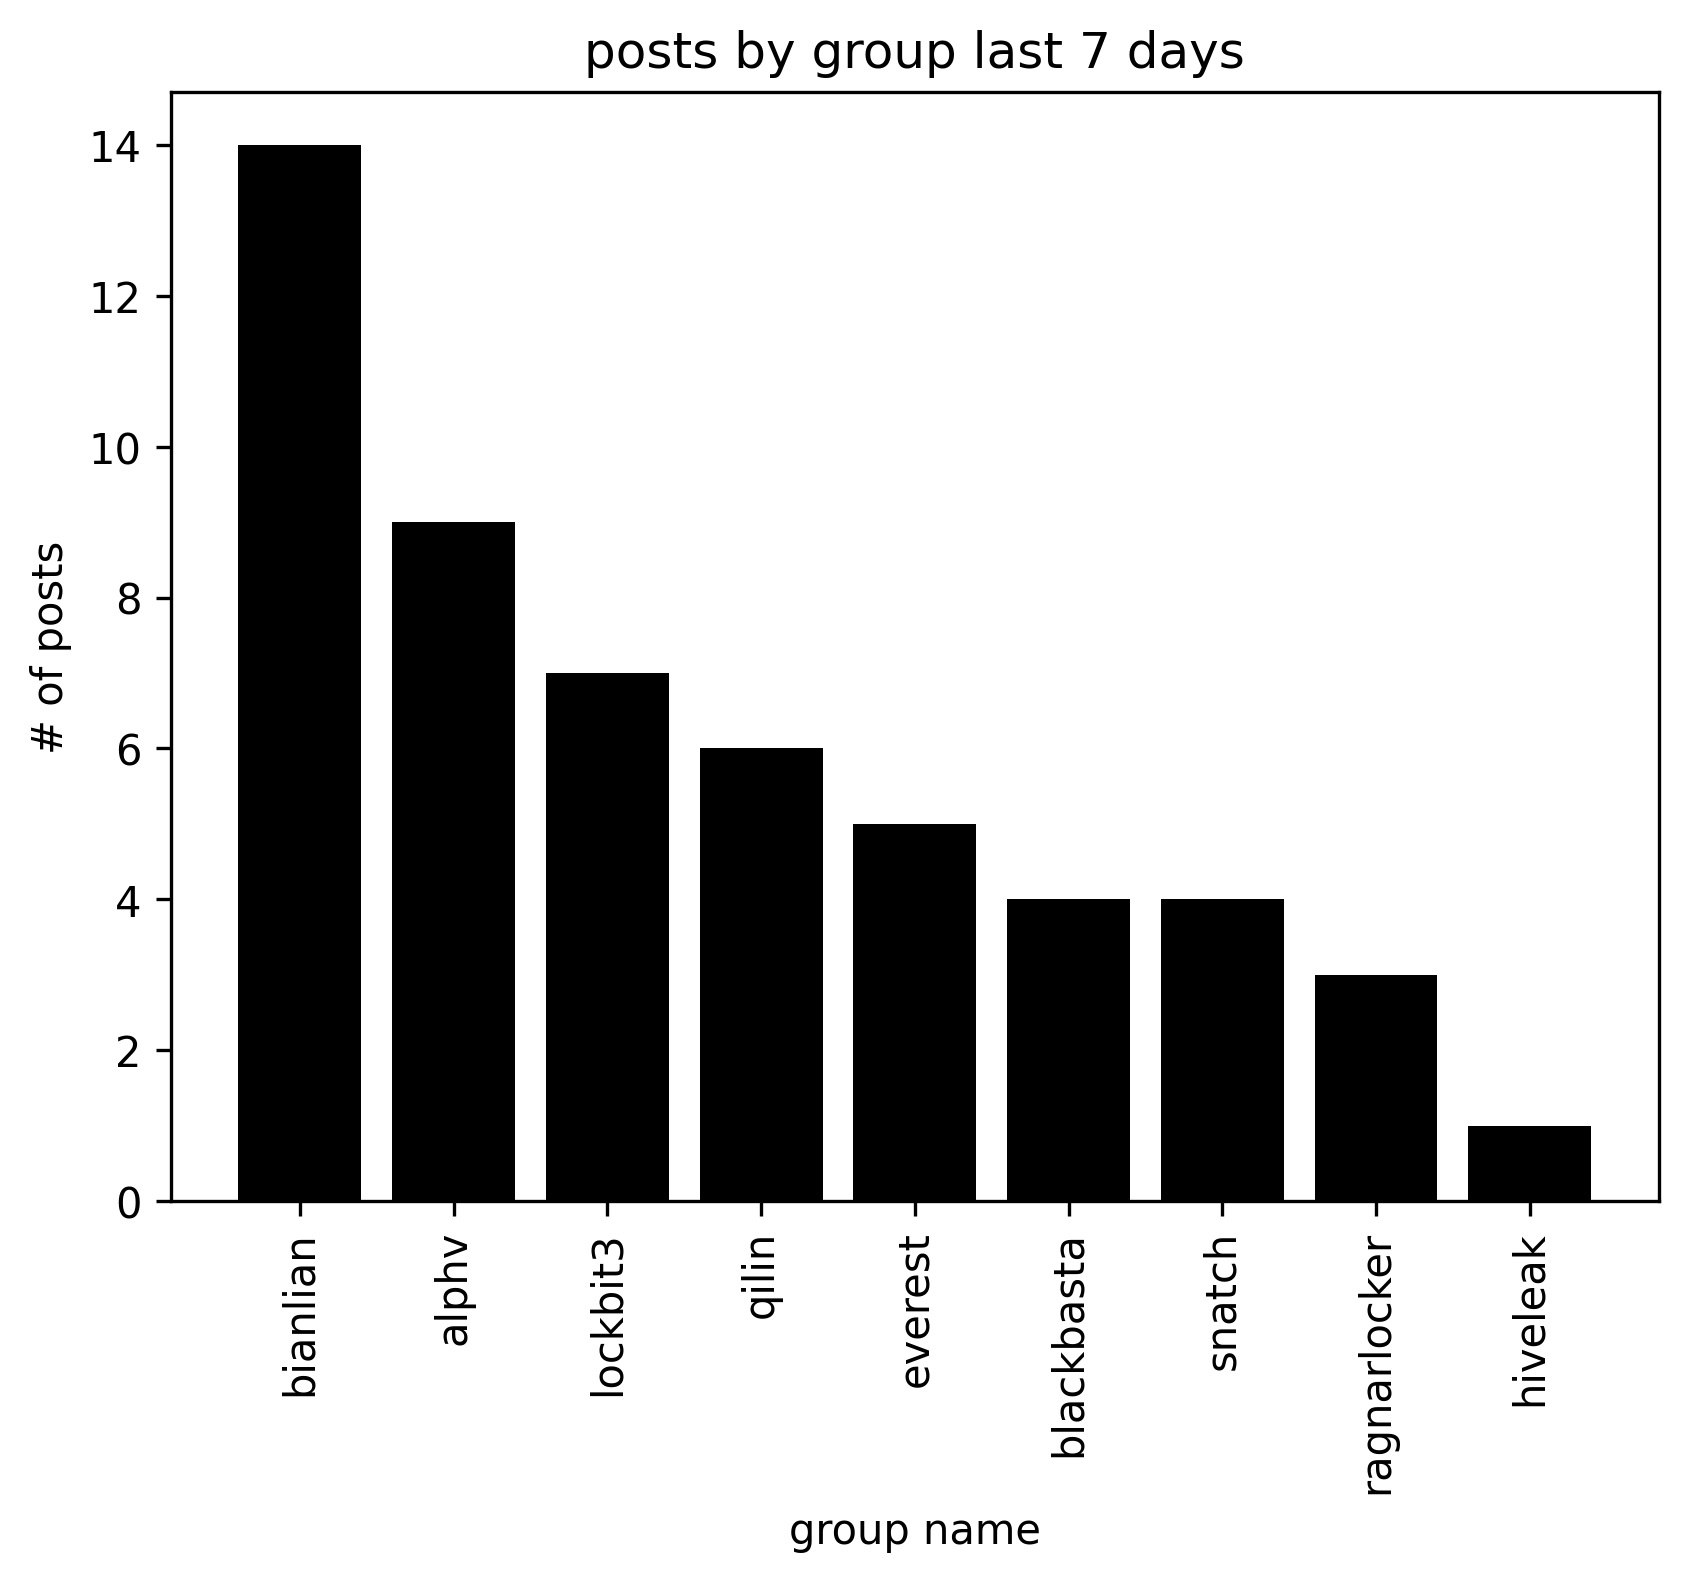 posts by group last 7 days
14
12
10
8
6
4
2
0
# of posts
bianlian
alphv
lockbit3
qilin
everest
blackbasta
snatch
ragnarlocker
hiveleak
group name